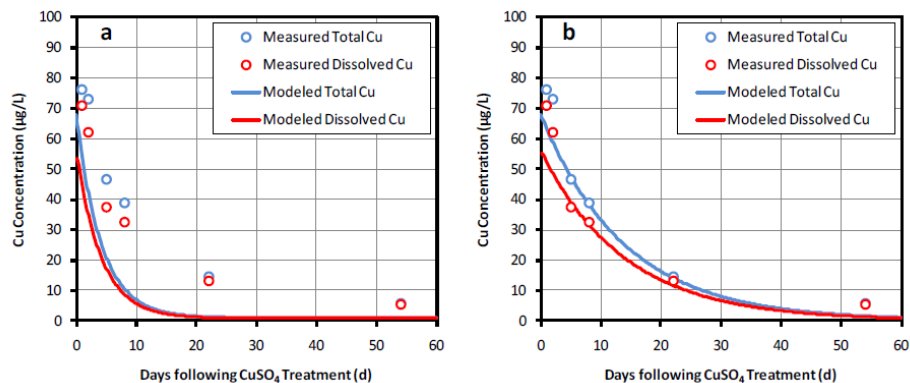 a
Measured Total Cu
Measured Dissolved Cu
Modeled Total Cu
Modeled Dissolved Cu
100
90
80
70
60
50
40
30
20
10
0
Cu Concentration (µg/L)
0 10 20 30 40 50 60
Days following CuSO₄ Treatment (d)
b
Measured Total Cu
Measured Dissolved Cu
Modeled Total Cu
Modeled Dissolved Cu
100
90
80
70
60
50
40
30
20
10
0
Cu Concentration (µg/L)
0 10 20 30 40 50 60
Days following CuSO₄ Treatment (d)